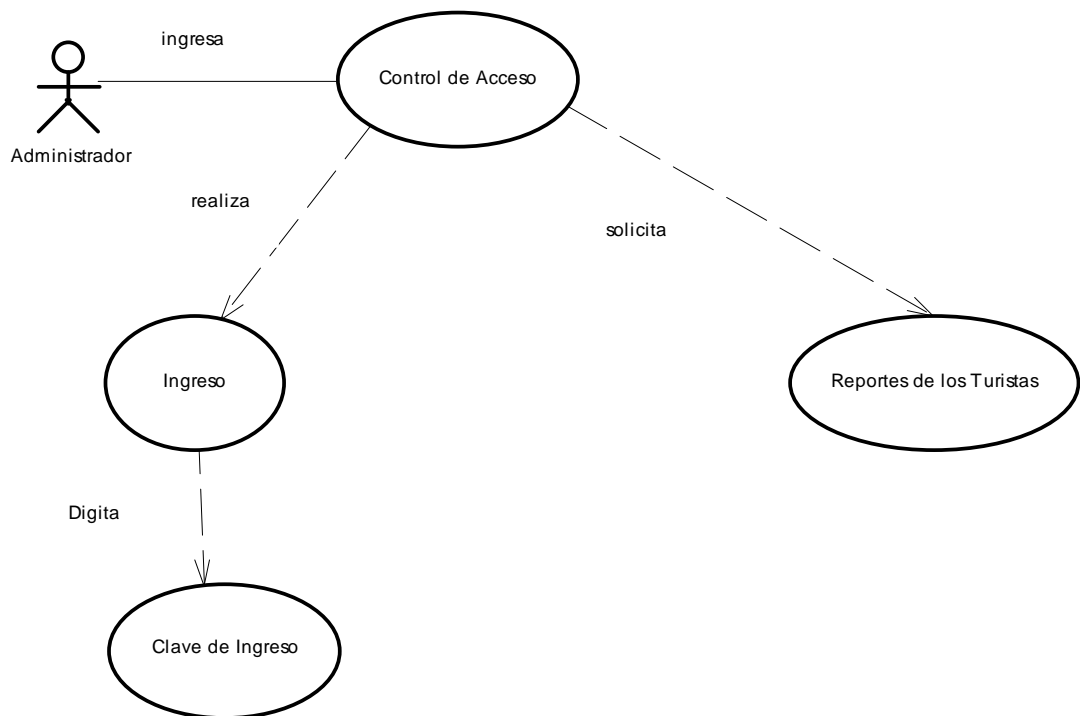 ingresa
Control de Acceso
Administrador
realiza
solicita
Ingreso
Reportes de los Turistas
Digita
Clave de Ingreso